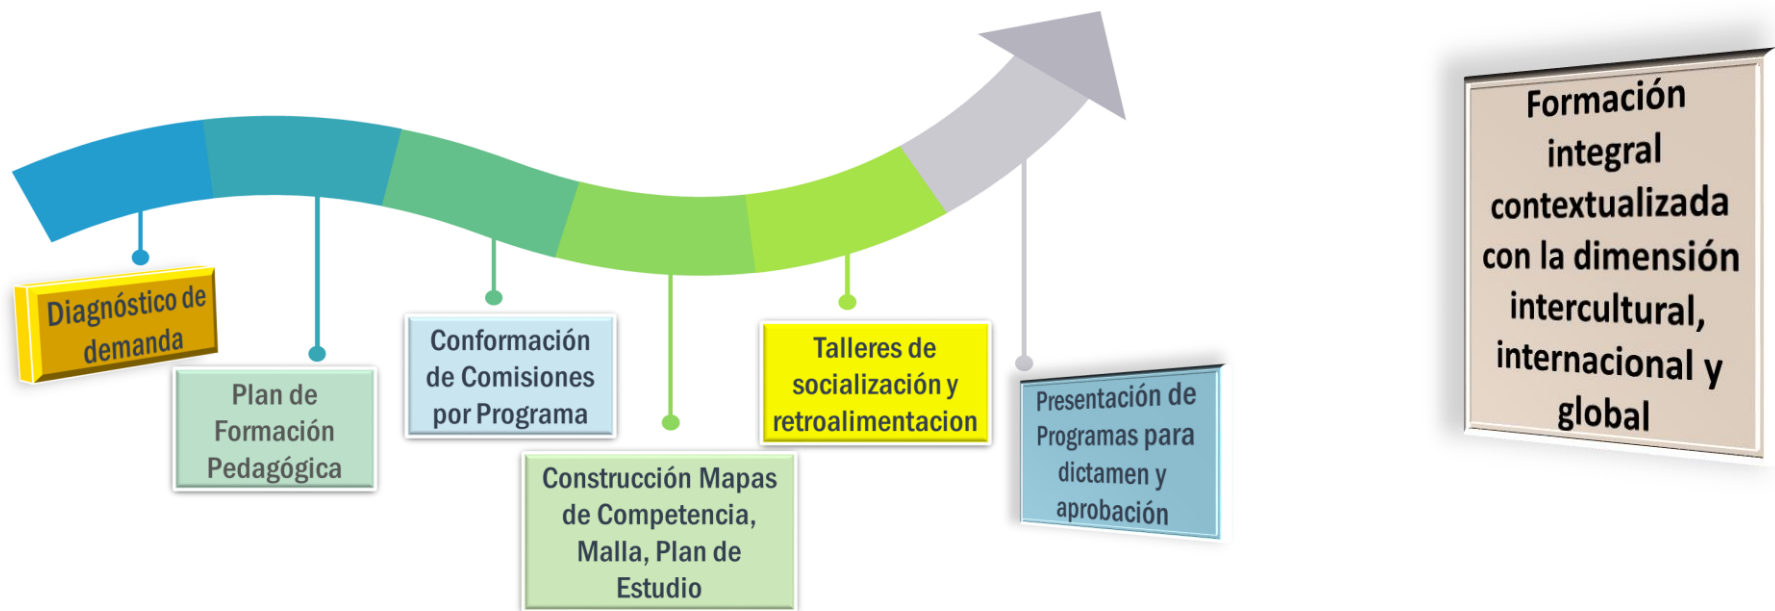 Diagnóstico de
demanda
Plan de
Formación
Pedagógica
Conformación
de Comisiones
por Programa
Construcción Mapas
de Competencia,
Malla, Plan de
Estudio
Talleres de
socialización y
retroalimentacion
Presentación de
Programas para
dictamen y
aprobación
Formación
integral
contextualizada
con la dimensión
intercultural,
internacional y
global